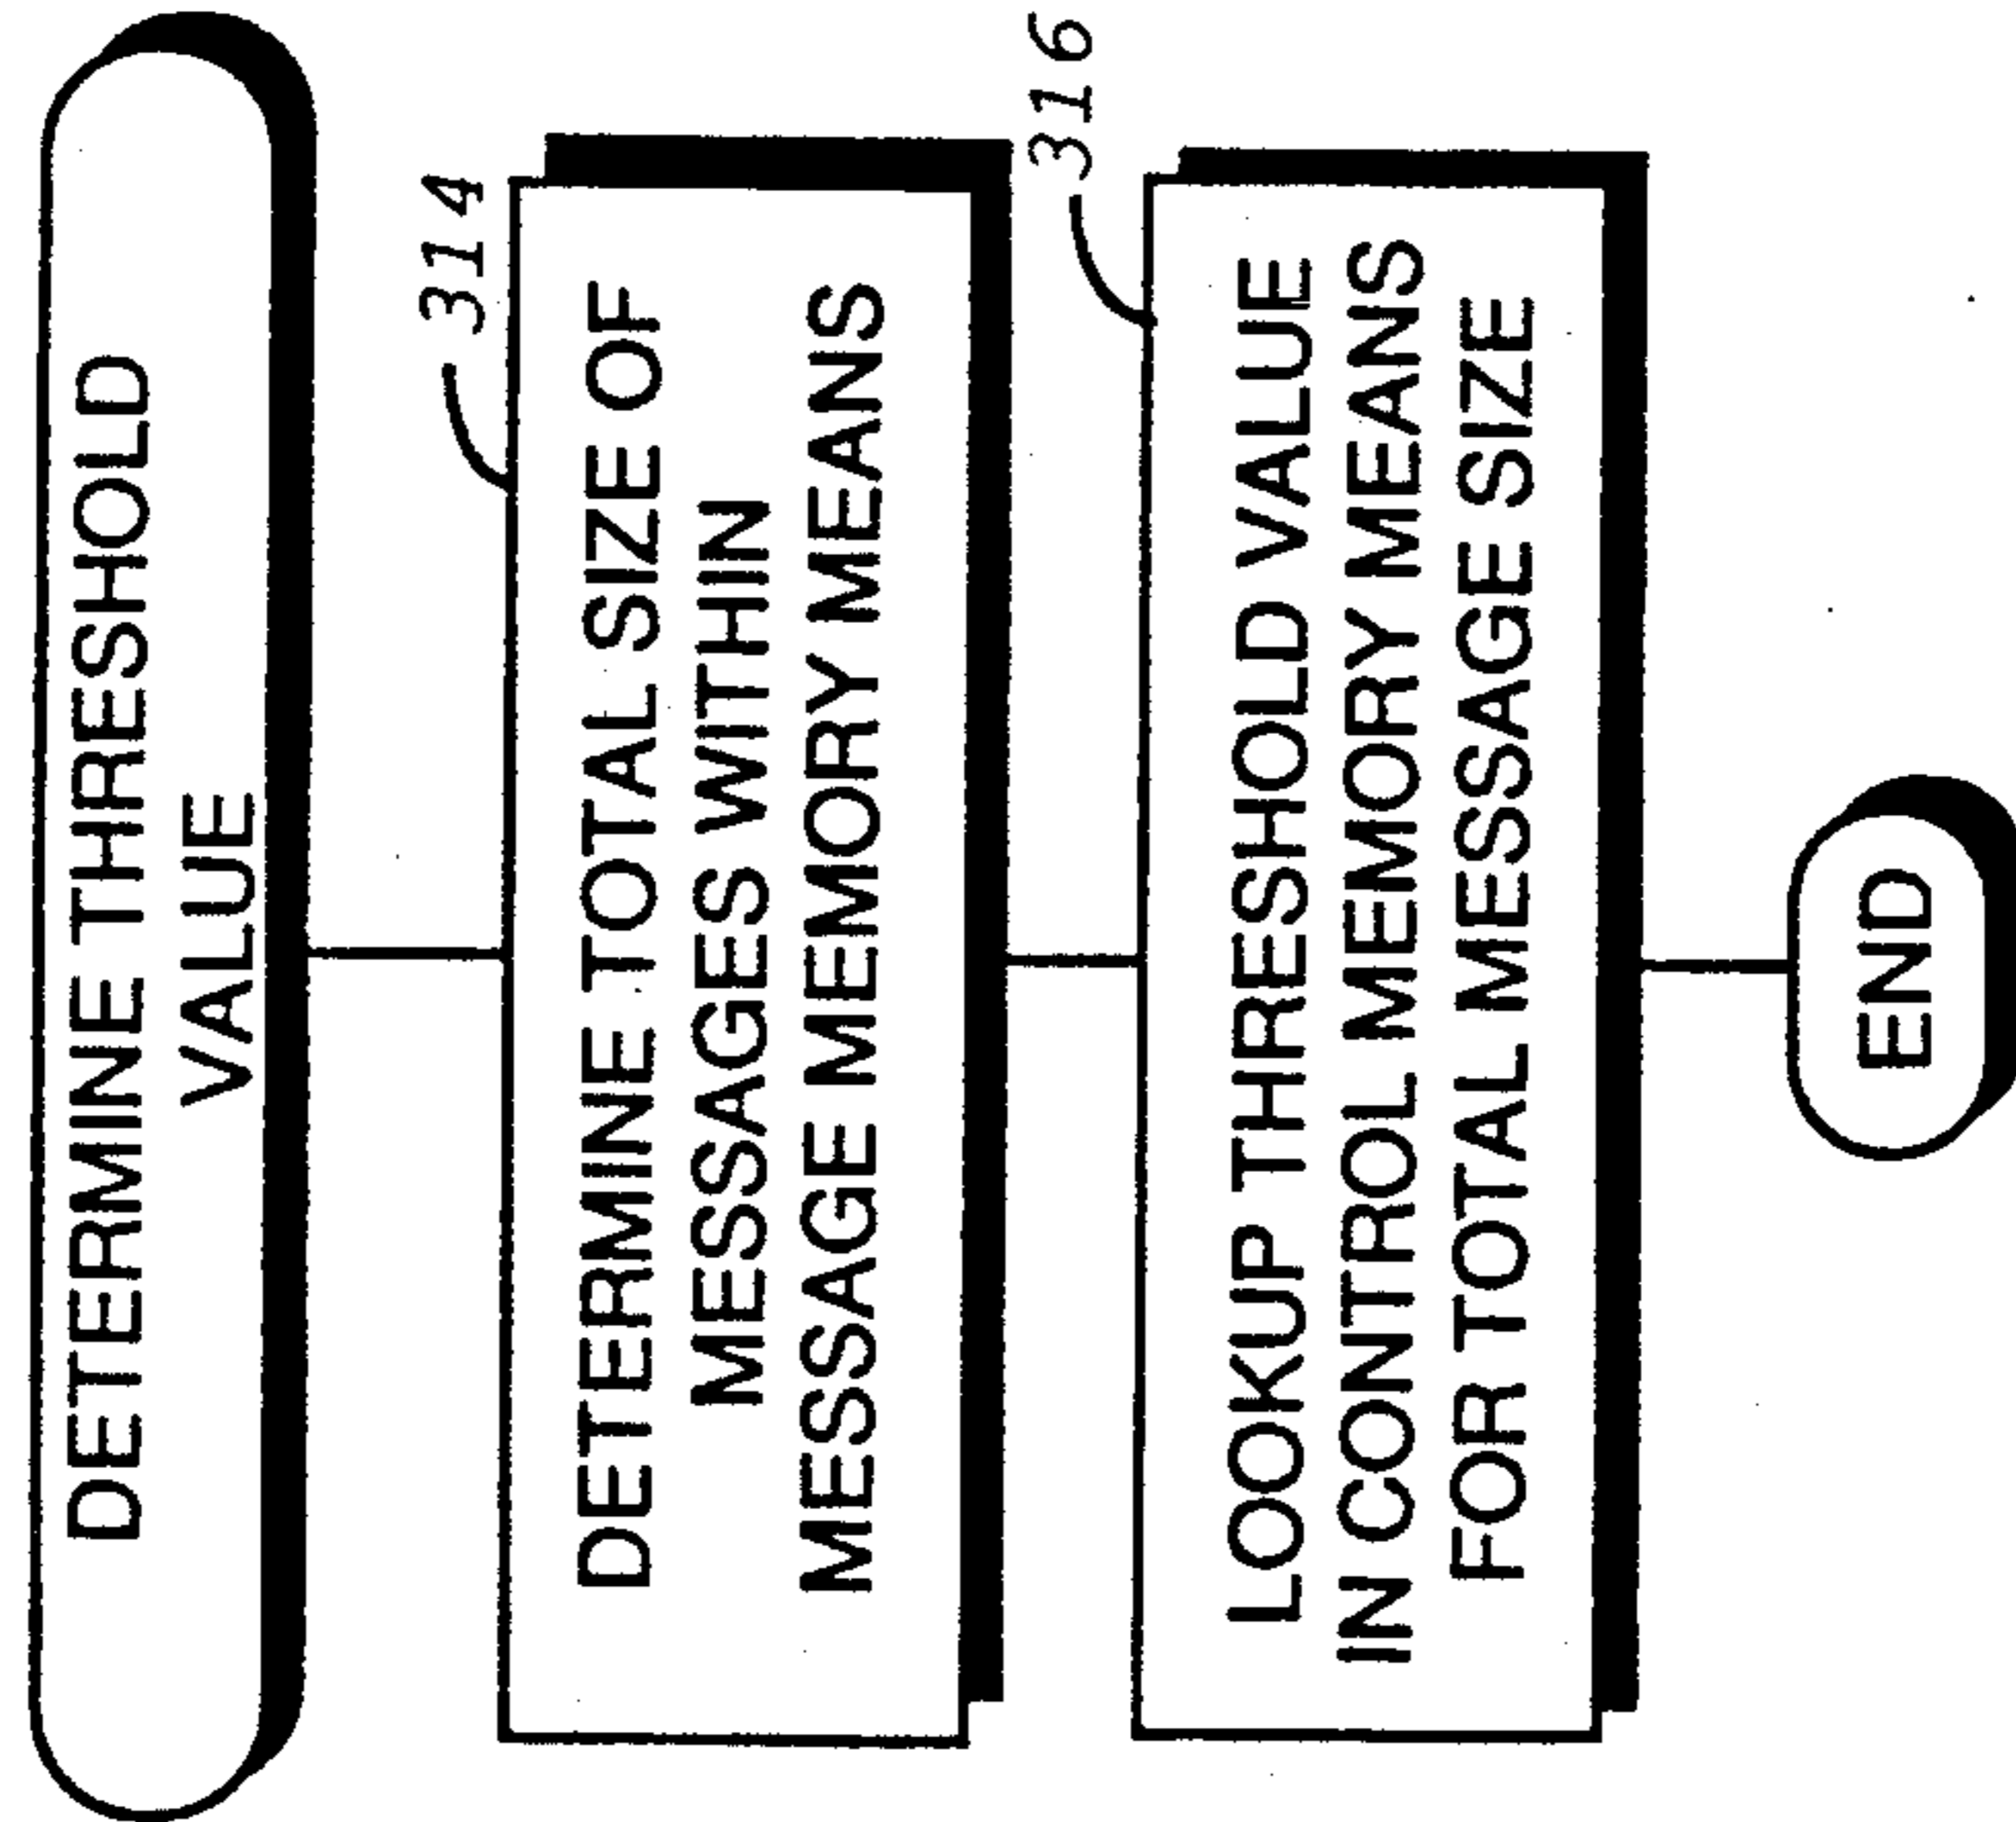 DETERMINE THRESHOLD
VALUE
314
DETERMINE TOTAL SIZE OF
MESSAGES WITHIN
MESSAGE MEMORY MEANS
316
LOOKUP THRESHOLD VALUE
IN CONTROL MEMORY MEANS
FOR TOTAL MESSAGE SIZE
END